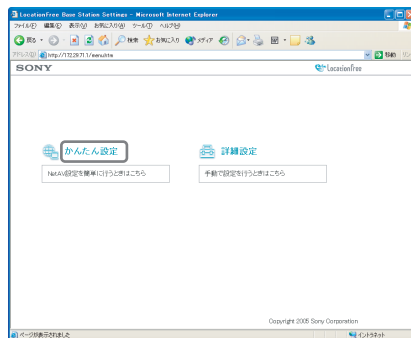 LocationFree Base Station Settings - Microsoft Internet Explorer
ファイル(F) 編集(E) 表示(V) お気に入り(A) ツール(T) ヘルプ(H)
戻る 検索 お気に入り メディア
アドレス(D) 移動
SONY LocationFree
かんたん設定 詳細設定
NetAV設定を簡単に行うときはこちら 手動で設定を行うときはこちら
Copyright 2005 Sony Corporation
ページが表示されました インターネット